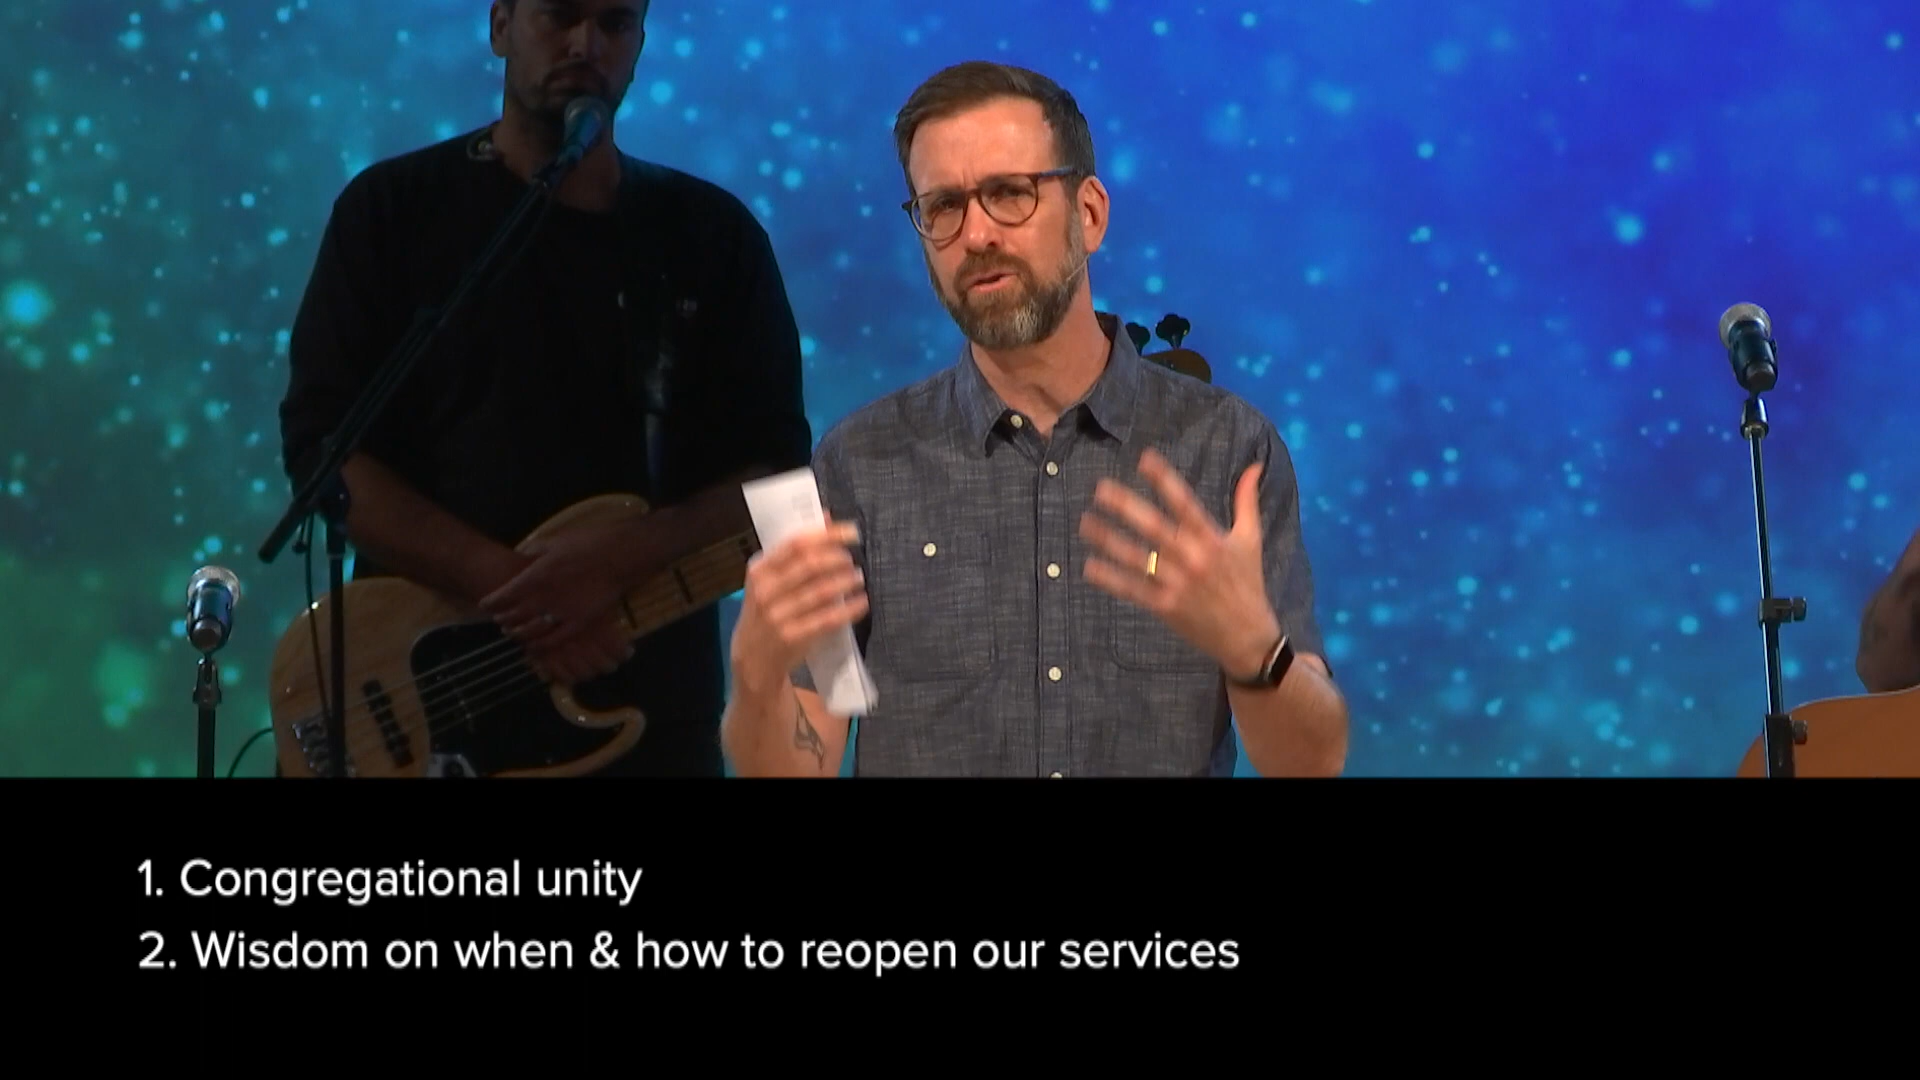 1. Congregational unity
2. Wisdom on when & how to reopen our services